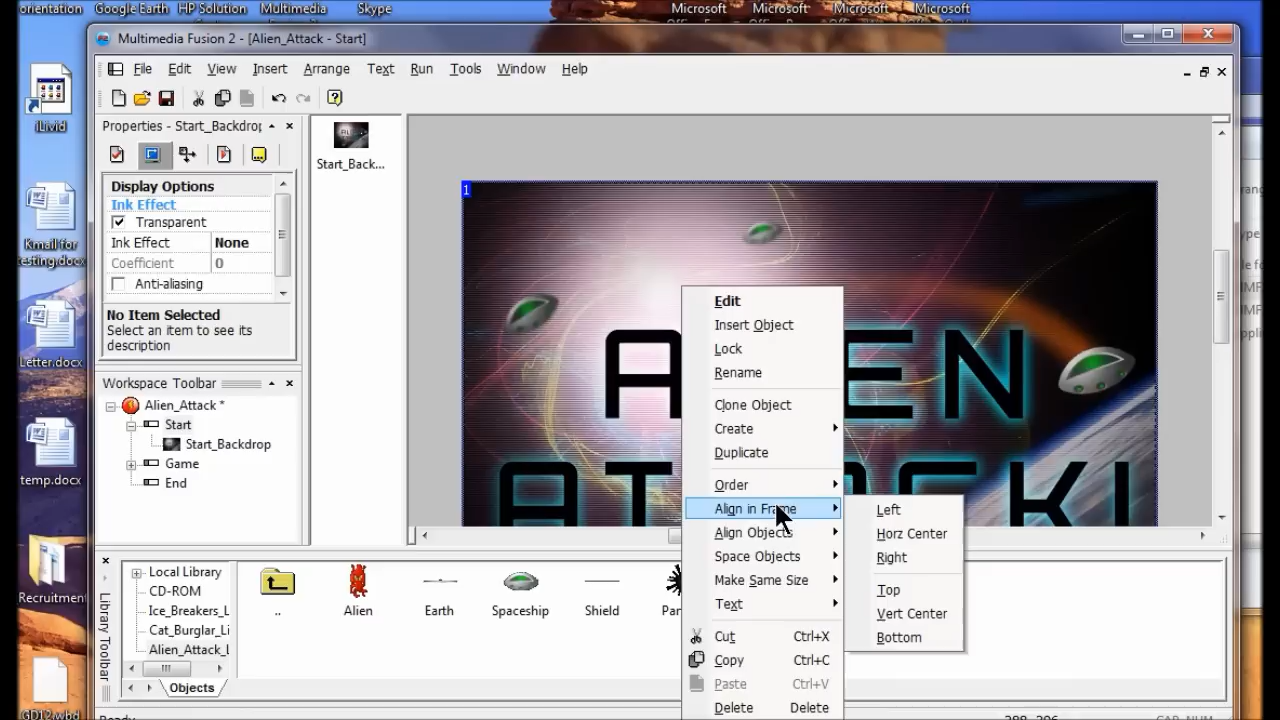 orientation
Google Earth
HP Solution
Multimedia
Skype
Microsoft
Microsoft
Microsoft
Microsoft
Multimedia Fusion 2 - [Alien_Attack - Start]
File Edit View Insert Arrange Text Run Tools Window Help
iLivid
Kmail for
testing.docx
Letter.docx
temp.docx
Recruitment
GD12.wbd
Properties - Start_Backdrop
Display Options
Ink Effect
Transparent
Ink Effect None
Coefficient 0
Anti-aliasing
No Item Selected
Select an item to see its
description
Workspace Toolbar
Alien_Attack *
Start
Start_Backdrop
Game
End
Start_Back...
1
ALIEN
ATTACK!
Edit
Insert Object
Lock
Rename
Clone Object
Create
Duplicate
Order
Align in Frame
Align Objects
Space Objects
Make Same Size
Text
Cut Ctrl+X
Copy Ctrl+C
Paste Ctrl+V
Delete Delete
Left
Horz Center
Right
Top
Vert Center
Bottom
Library Toolbar
Local Library
CD-ROM
Ice_Breakers_L
Cat_Burglar_Li
Alien_Attack_L
Objects
..
Alien
Earth
Spaceship
Shield
Ready